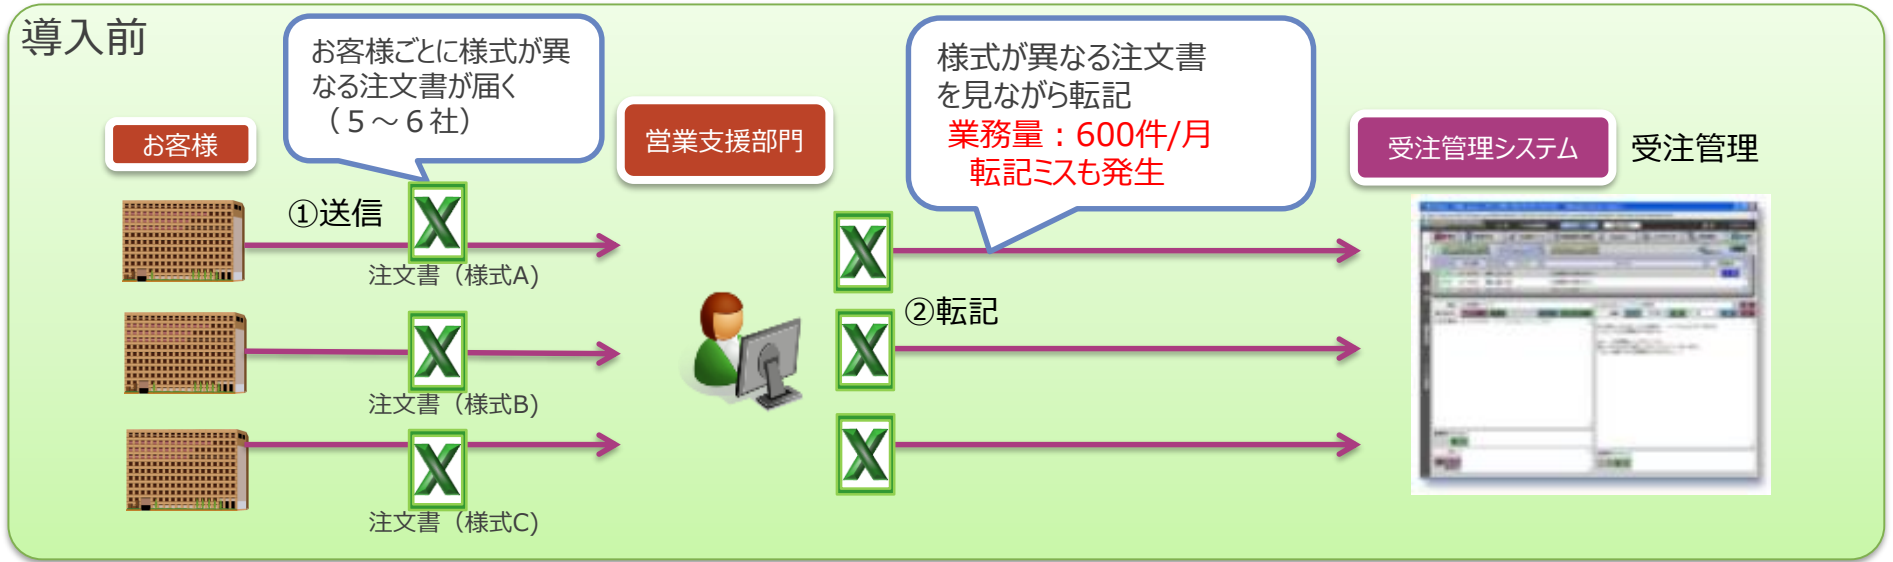 導入前
お客様ごとに様式が異
なる注文書が届く
（５～６社）
様式が異なる注文書
を見ながら転記
業務量：600件/月
転記ミスも発生
お客様
営業支援部門
受注管理システム
受注管理
①送信
注文書（様式A)
②転記
注文書（様式B)
注文書（様式C)